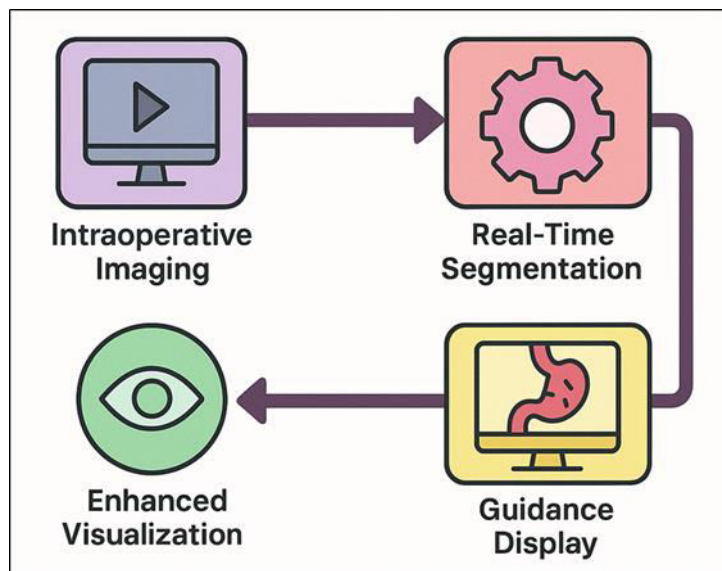 Intraoperative
Imaging
Real-Time
Segmentation
Enhanced
Visualization
Guidance
Display